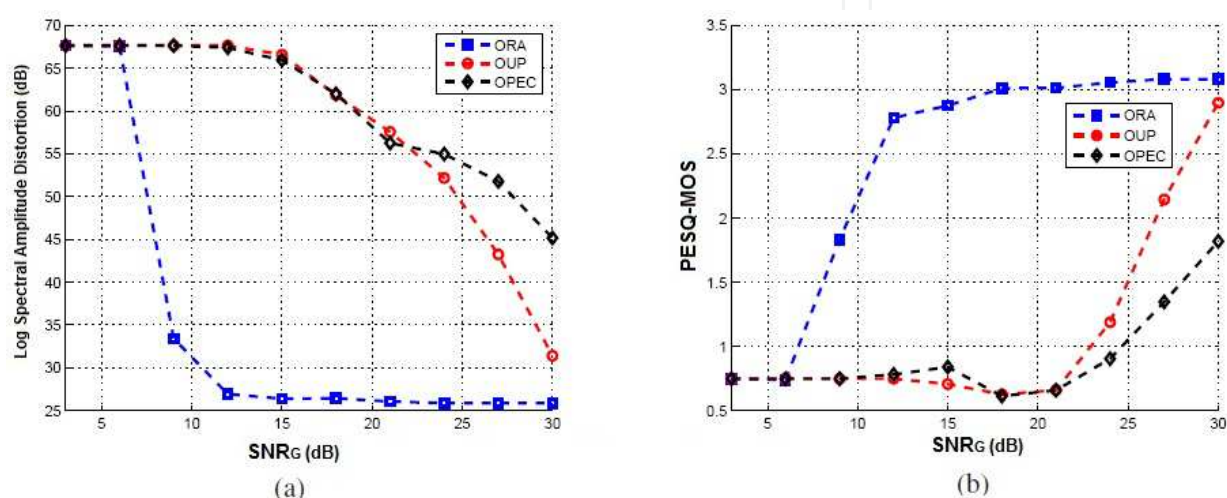 70
65
60
55
50
45
40
35
30
25
Log Spectral Amplitude Distortion (dB)
ORA
OUP
OPEC
5
10
15
20
25
30
SNRG (dB)
(a)
3.5
3
2.5
2
1.5
1
0.5
PESQ-MOS
ORA
OUP
OPEC
5
10
15
20
25
30
SNRG (dB)
(b)